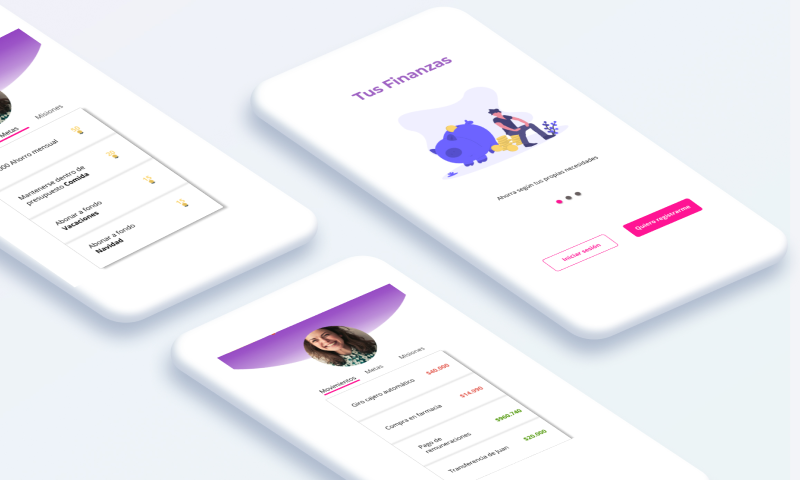 Tus Finanzas
Ahorra según tus propias necesidades
Iniciar sesión
Quiero registrarme
Metas
Misiones
000 Ahorro mensual
Mantenerse dentro de
presupuesto Comida
Abonar a fondo
Vacaciones
Abonar a fondo
Navidad
Movimientos
Metas
Misiones
Giro cajero automático
$40.000
Compra en farmacia
$14.990
Pago de
remuneraciones
$960.740
Transferencia de Juan
$20.000